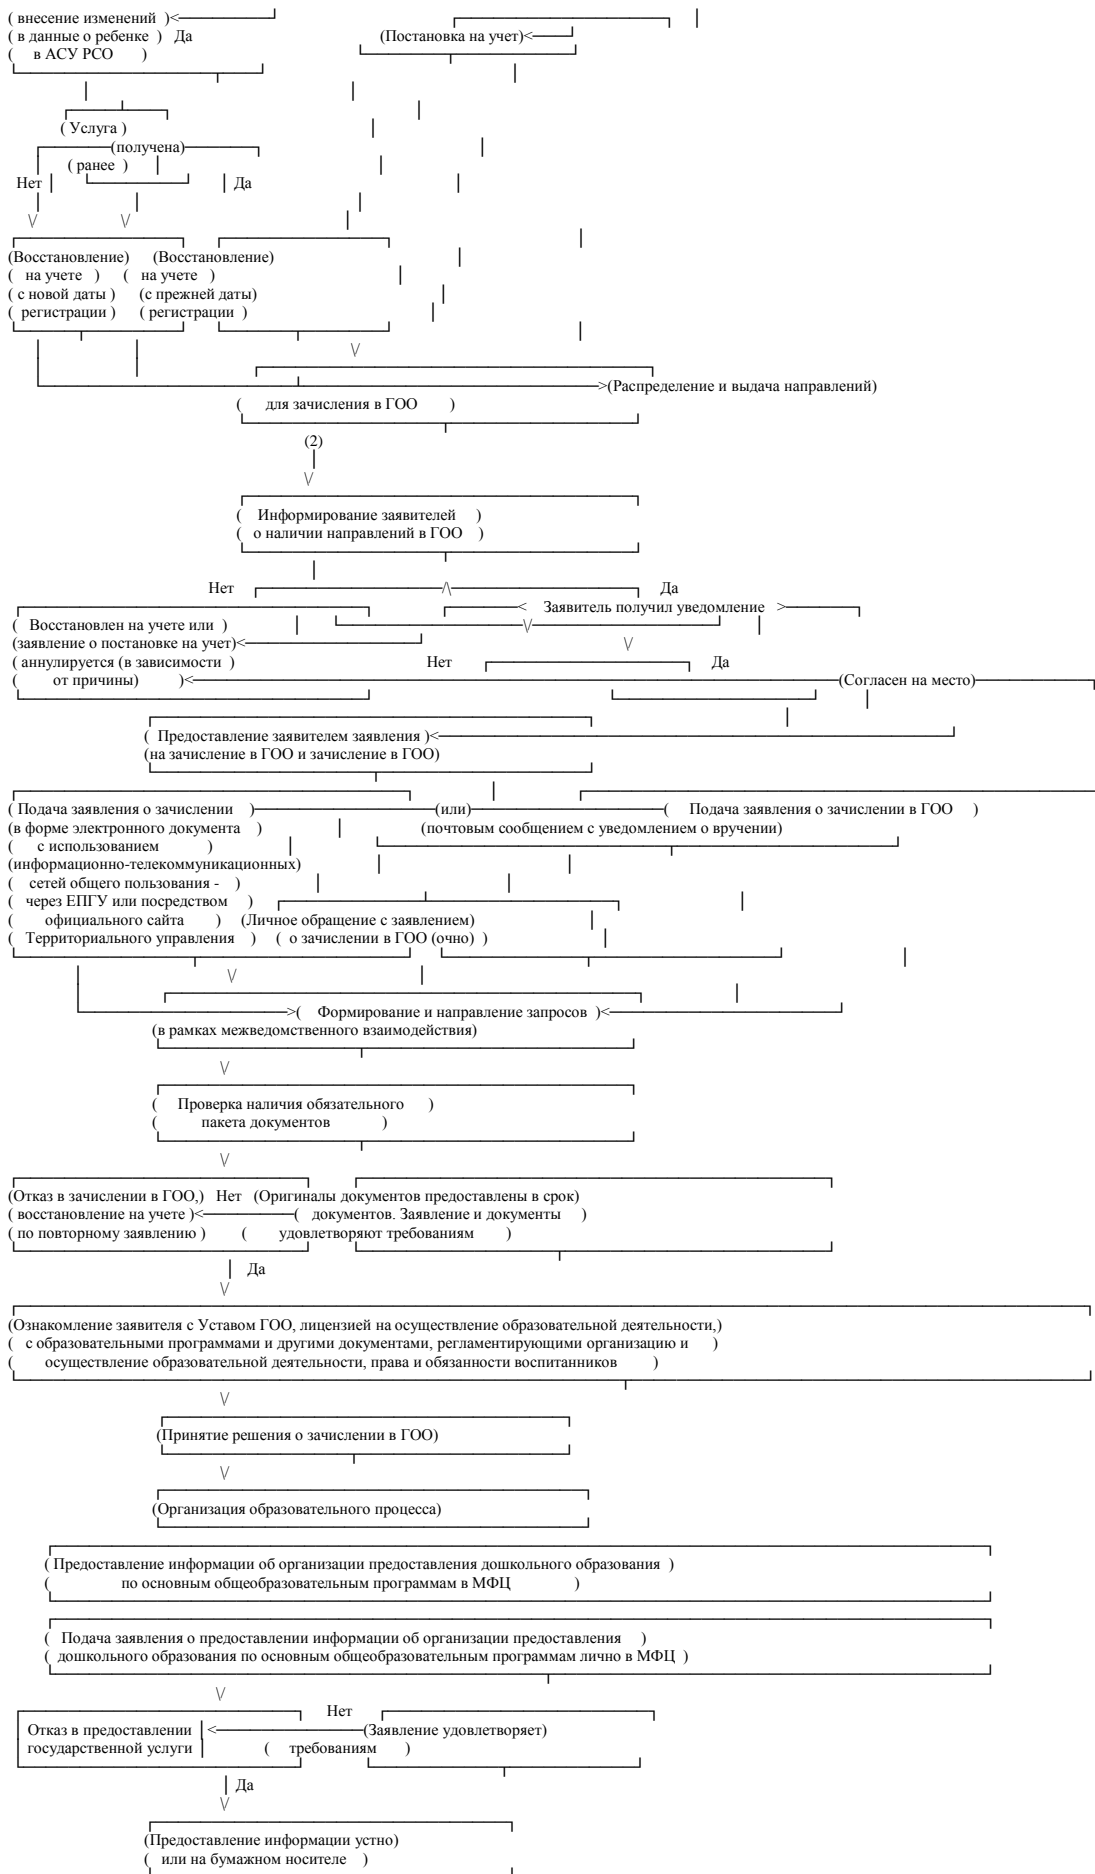 ( внесение изменений )<
( в данные о ребенке ) Да (Постановка на учет)<
( в АСУ РСО )
( Услуга )
(получена)
( ранее )
Нет Да
\/ \/
(Восстановление) (Восстановление)
( на учете ) ( на учете )
( с новой даты ) (с прежней даты)
( регистрации ) ( регистрации )
\/
>(Распределение и выдача направлений)
( для зачисления в ГОО )
(2)
\/
( Информирование заявителей )
( о наличии направлений в ГОО )
Нет /\ Да
< Заявитель получил уведомление >
( Восстановлен на учете или ) \/
(заявление о постановке на учет)< \/
( аннулируется (в зависимости ) Нет Да
( от причины) )< (Согласен на место)
( Предоставление заявителем заявления )<
(на зачисление в ГОО и зачисление в ГОО)
( Подача заявления о зачислении ) (или) ( Подача заявления о зачислении в ГОО )
(в форме электронного документа ) (почтовым сообщением с уведомлением о вручении)
( с использованием )
(информационно-телекоммуникационных)
( сетей общего пользования - )
( через ЕПГУ или посредством )
( официального сайта ) (Личное обращение с заявлением)
( Территориального управления ) ( о зачислении в ГОО (очно) )
\/
>( Формирование и направление запросов )<
(в рамках межведомственного взаимодействия)
\/
( Проверка наличия обязательного )
( пакета документов )
\/
(Отказ в зачислении в ГОО,) Нет (Оригиналы документов предоставлены в срок)
( восстановление на учете )< ( документов. Заявление и документы )
( по повторному заявлению ) ( удовлетворяют требованиям )
Да
\/
(Ознакомление заявителя с Уставом ГОО, лицензией на осуществление образовательной деятельности,)
( с образовательными программами и другими документами, регламентирующими организацию и )
( осуществление образовательной деятельности, права и обязанности воспитанников )
\/
(Принятие решения о зачислении в ГОО)
\/
(Организация образовательного процесса)
( Предоставление информации об организации предоставления дошкольного образования )
( по основным общеобразовательным программам в МФЦ )
( Подача заявления о предоставлении информации об организации предоставления )
( дошкольного образования по основным общеобразовательным программам лично в МФЦ )
\/
Нет
Отказ в предоставлении < (Заявление удовлетворяет)
государственной услуги ( требованиям )
Да
\/
(Предоставление информации устно)
( или на бумажном носителе )